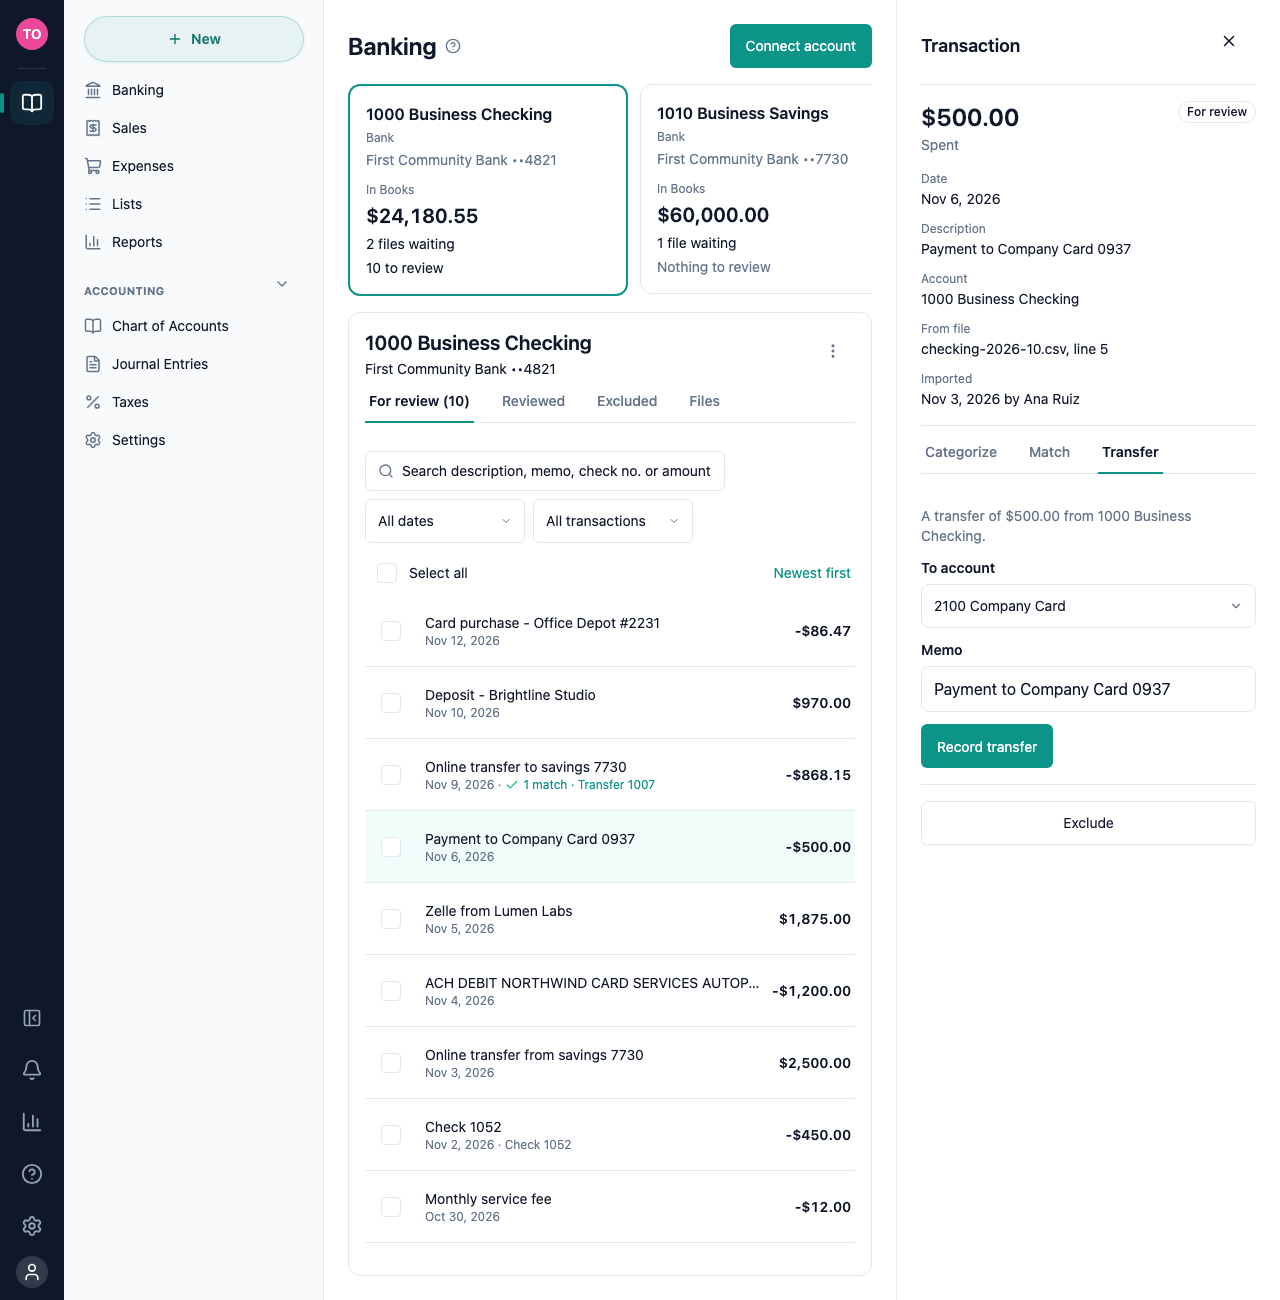 TO
New
Banking
Sales
Expenses
Lists
Reports
ACCOUNTING
Chart of Accounts
Journal Entries
Taxes
Settings
Banking
Connect account
1000 Business Checking
Bank
First Community Bank ••4821
In Books
$24,180.55
2 files waiting
10 to review
1010 Business Savings
Bank
First Community Bank ••7730
In Books
$60,000.00
1 file waiting
Nothing to review
1000 Business Checking
First Community Bank ••4821
For review (10) Reviewed Excluded Files
Search description, memo, check no. or amount
All dates All transactions
Select all Newest first
Card purchase - Office Depot #2231 -$86.47
Nov 12, 2026
Deposit - Brightline Studio $970.00
Nov 10, 2026
Online transfer to savings 7730 -$868.15
Nov 9, 2026 · ✓ 1 match · Transfer 1007
Payment to Company Card 0937 -$500.00
Nov 6, 2026
Zelle from Lumen Labs $1,875.00
Nov 5, 2026
ACH DEBIT NORTHWIND CARD SERVICES AUTOP... -$1,200.00
Nov 4, 2026
Online transfer from savings 7730 $2,500.00
Nov 3, 2026
Check 1052 -$450.00
Nov 2, 2026 · Check 1052
Monthly service fee -$12.00
Oct 30, 2026
Transaction
$500.00 For review
Spent
Date
Nov 6, 2026
Description
Payment to Company Card 0937
Account
1000 Business Checking
From file
checking-2026-10.csv, line 5
Imported
Nov 3, 2026 by Ana Ruiz
Categorize Match Transfer
A transfer of $500.00 from 1000 Business
Checking.
To account
2100 Company Card
Memo
Payment to Company Card 0937
Record transfer
Exclude